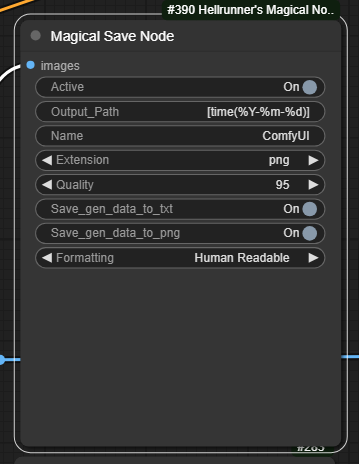 #390 Hellrunner's Magical No..
Magical Save Node
images
Active On
Output_Path [time(%Y-%m-%d)]
Name ComfyUI
Extension png
Quality 95
Save_gen_data_to_txt On
Save_gen_data_to_png On
Formatting Human Readable